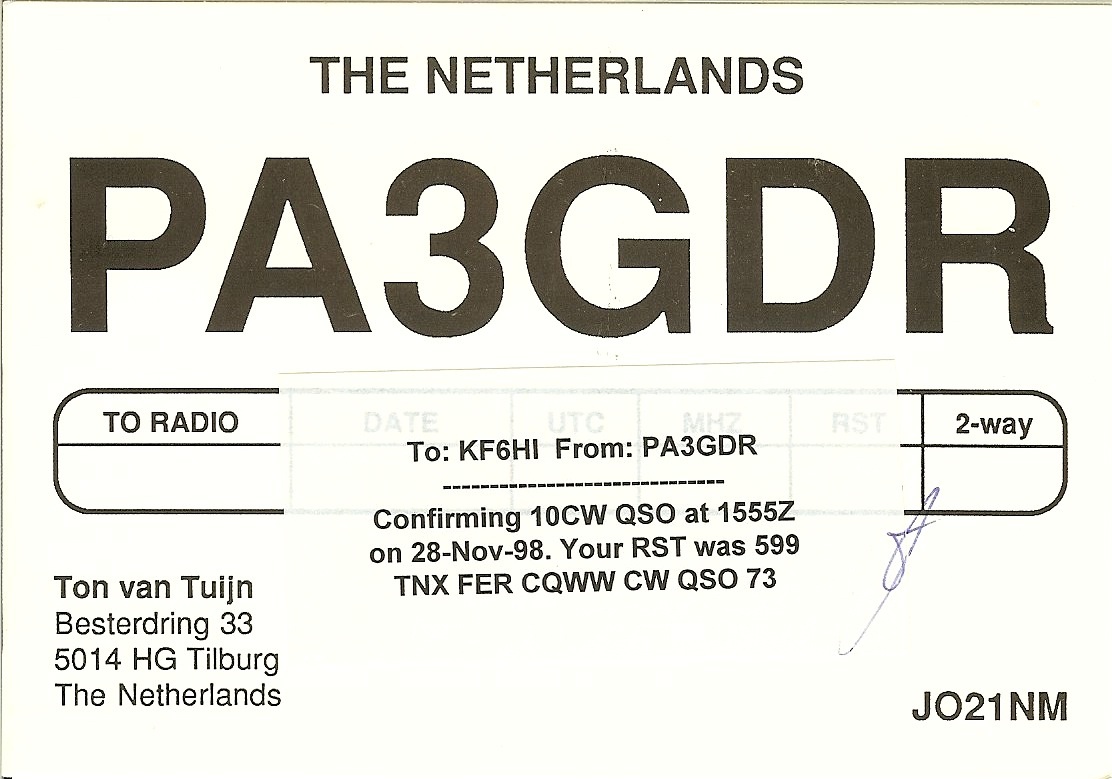 THE NETHERLANDS
PA3GDR
TO RADIO DATE UTC MHZ RST 2-way
To: KF6HI From: PA3GDR
------------------------------
Confirming 10CW QSO at 1555Z
on 28-Nov-98. Your RST was 599
TNX FER CQWW CW QSO 73
Ton van Tuijn
Besterdring 33
5014 HG Tilburg
The Netherlands
JO21NM